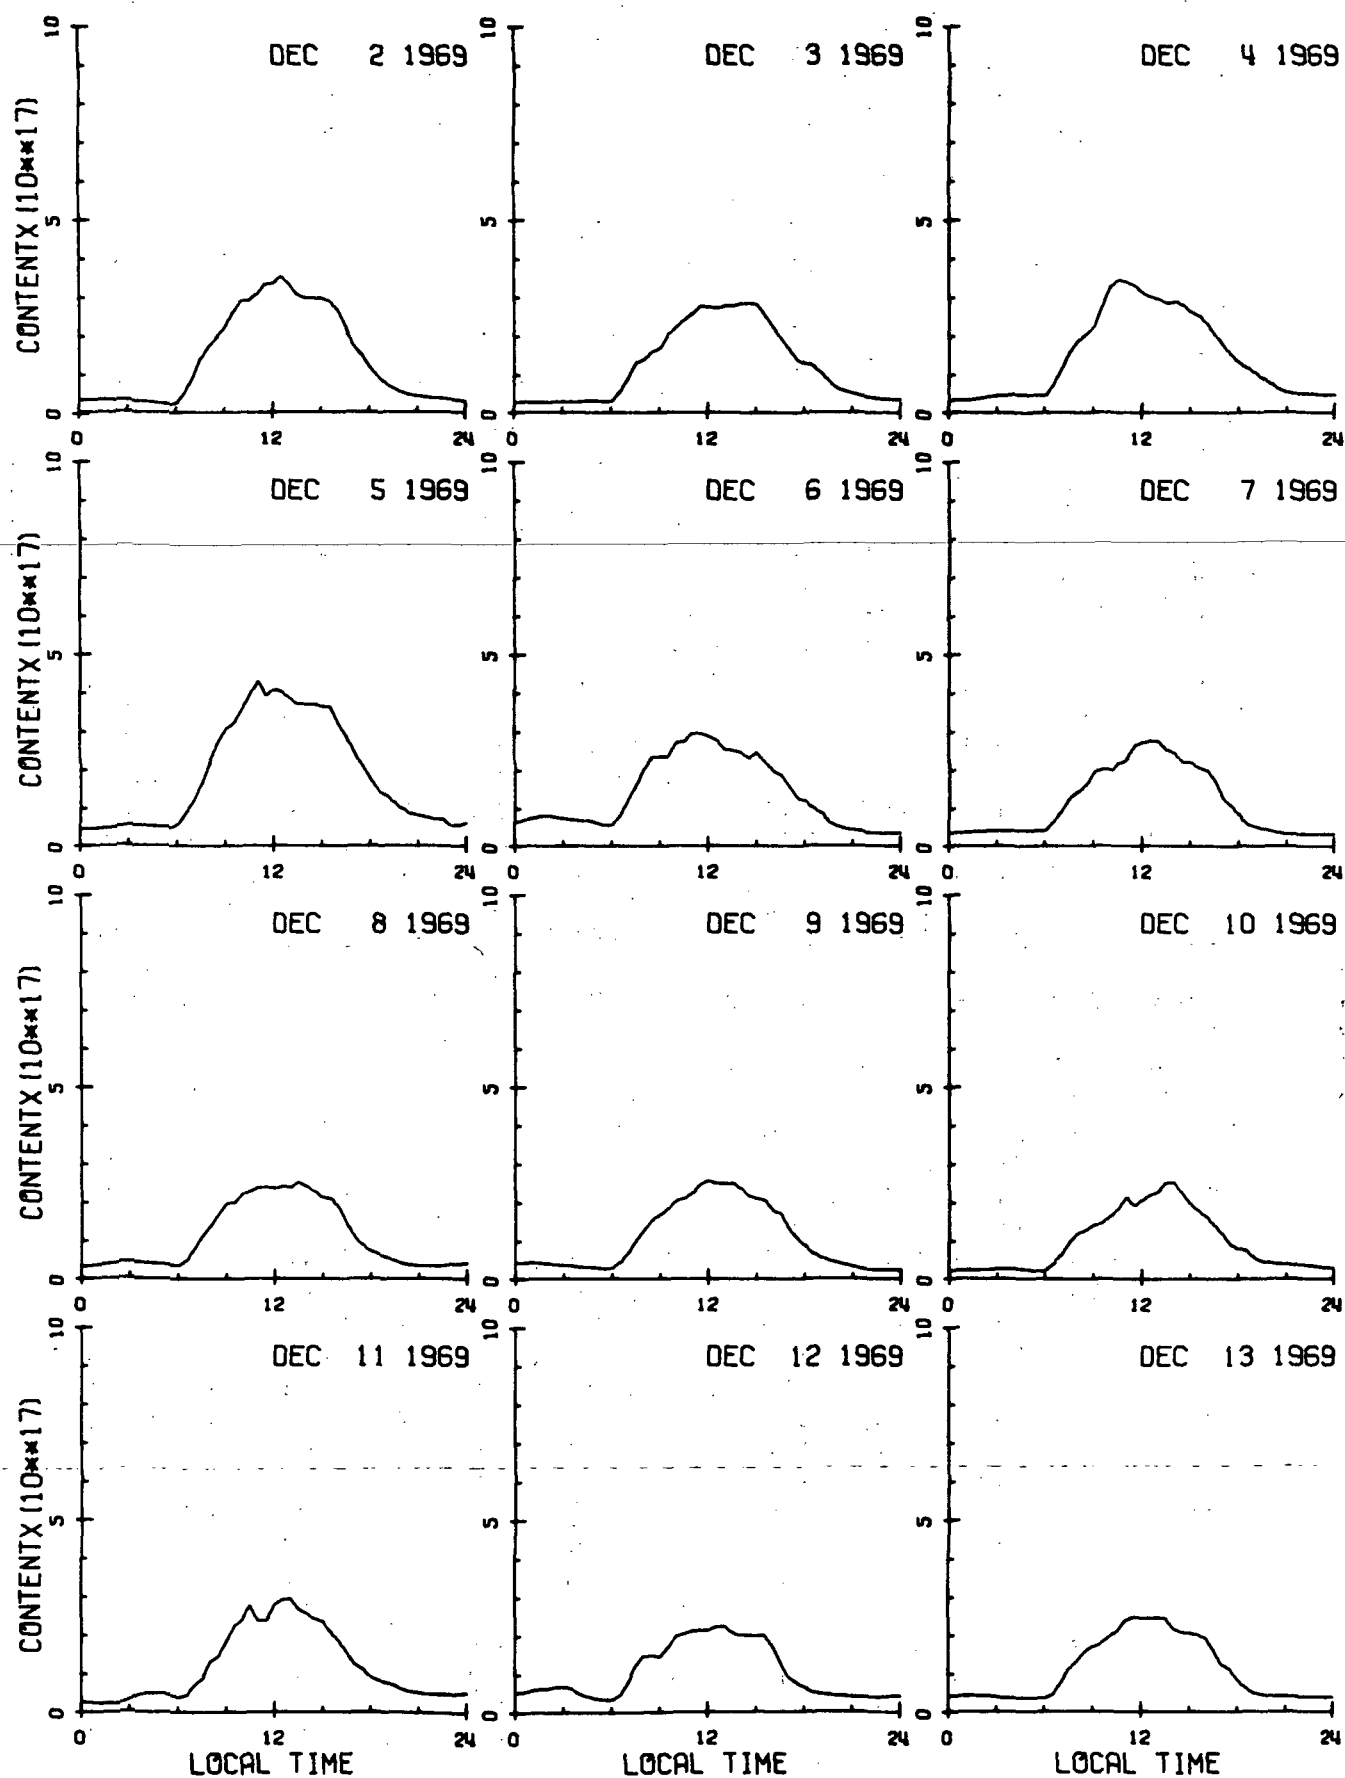 DEC 2 1969 DEC 3 1969 DEC 4 1969
CONTENTX(10**17)
10 5 0 10 5 0 10 5 0
0 12 24 0 12 24 0 12 24
DEC 5 1969 DEC 6 1969 DEC 7 1969
CONTENTX(10**17)
10 5 0 10 5 0 10 5 0
0 12 24 0 12 24 0 12 24
DEC 8 1969 DEC 9 1969 DEC 10 1969
CONTENTX(10**17)
10 5 0 10 5 0 10 5 0
0 12 24 0 12 24 0 12 24
DEC 11 1969 DEC 12 1969 DEC 13 1969
CONTENTX(10**17)
10 5 0 10 5 0 10 5 0
0 12 24 0 12 24 0 12 24
LOCAL TIME LOCAL TIME LOCAL TIME